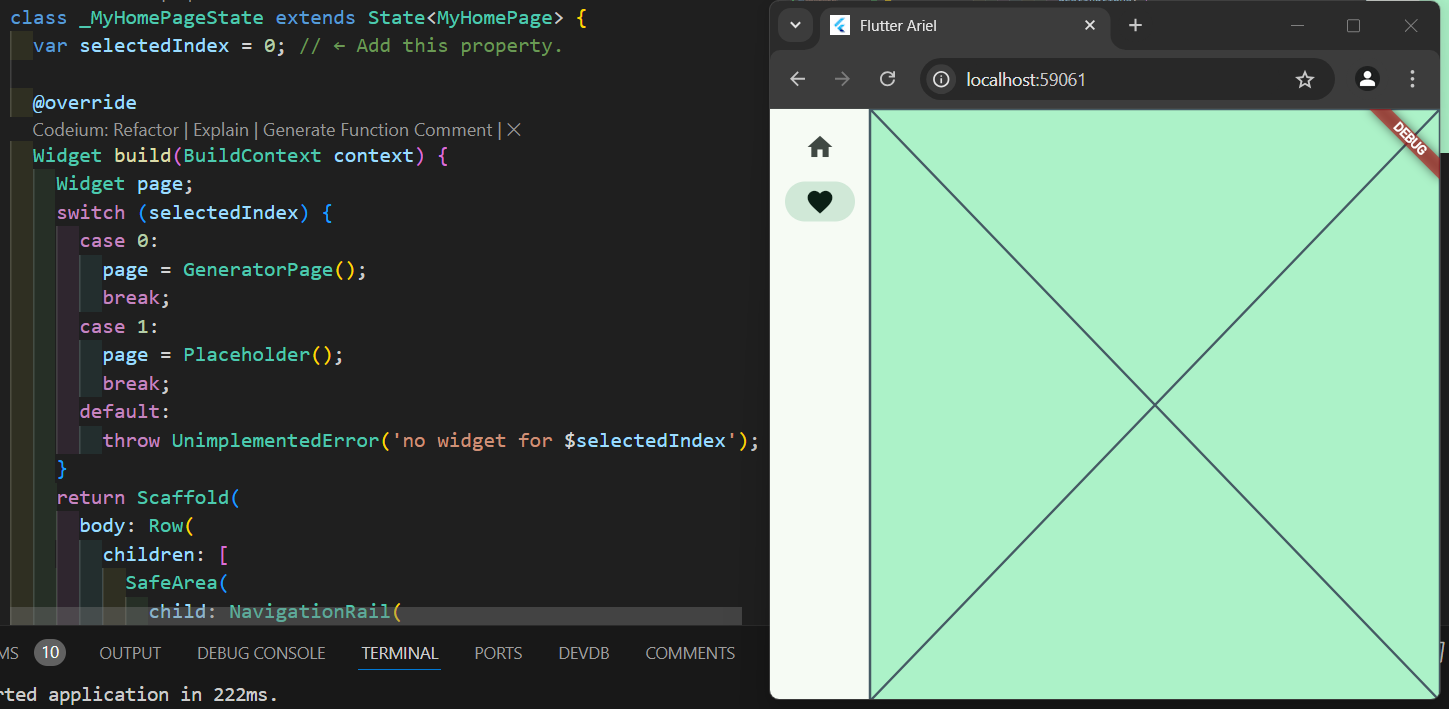 class _MyHomePageState extends State<MyHomePage> {
var selectedIndex = 0; // ← Add this property.
@override
Codeium: Refactor | Explain | Generate Function Comment | ✕
Widget build(BuildContext context) {
Widget page;
switch (selectedIndex) {
case 0:
page = GeneratorPage();
break;
case 1:
page = Placeholder();
break;
default:
throw UnimplementedError('no widget for $selectedIndex');
}
return Scaffold(
body: Row(
children: [
SafeArea(
child: NavigationRail(
MS 10 OUTPUT DEBUG CONSOLE TERMINAL PORTS DEVDB COMMENTS
rted application in 222ms.
Flutter Ariel
localhost:59061
DEBUG